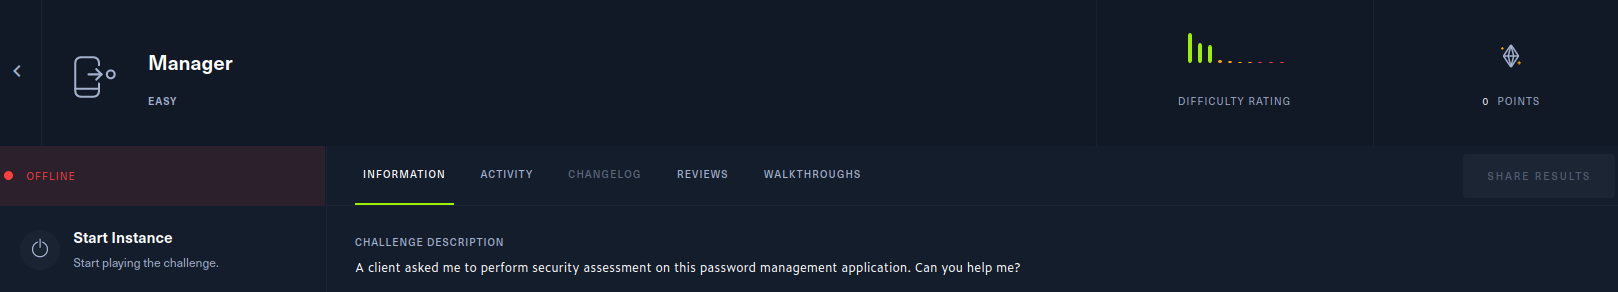 Manager
EASY
DIFFICULTY RATING
0 POINTS
OFFLINE
INFORMATION
ACTIVITY
CHANGELOG
REVIEWS
WALKTHROUGHS
SHARE RESULTS
Start Instance
Start playing the challenge.
CHALLENGE DESCRIPTION
A client asked me to perform security assessment on this password management application. Can you help me?